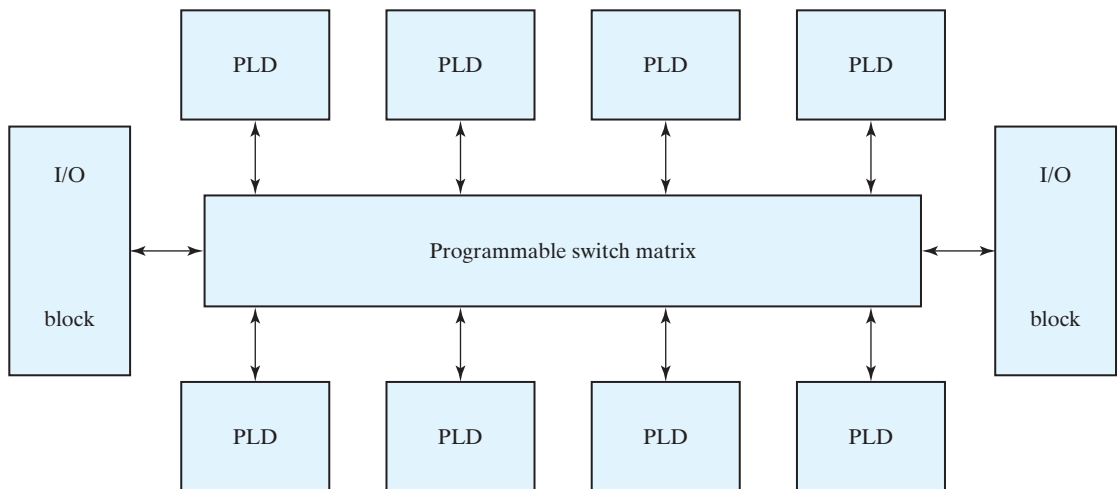 PLD PLD PLD PLD
I/O I/O
Programmable switch matrix
block block
PLD PLD PLD PLD